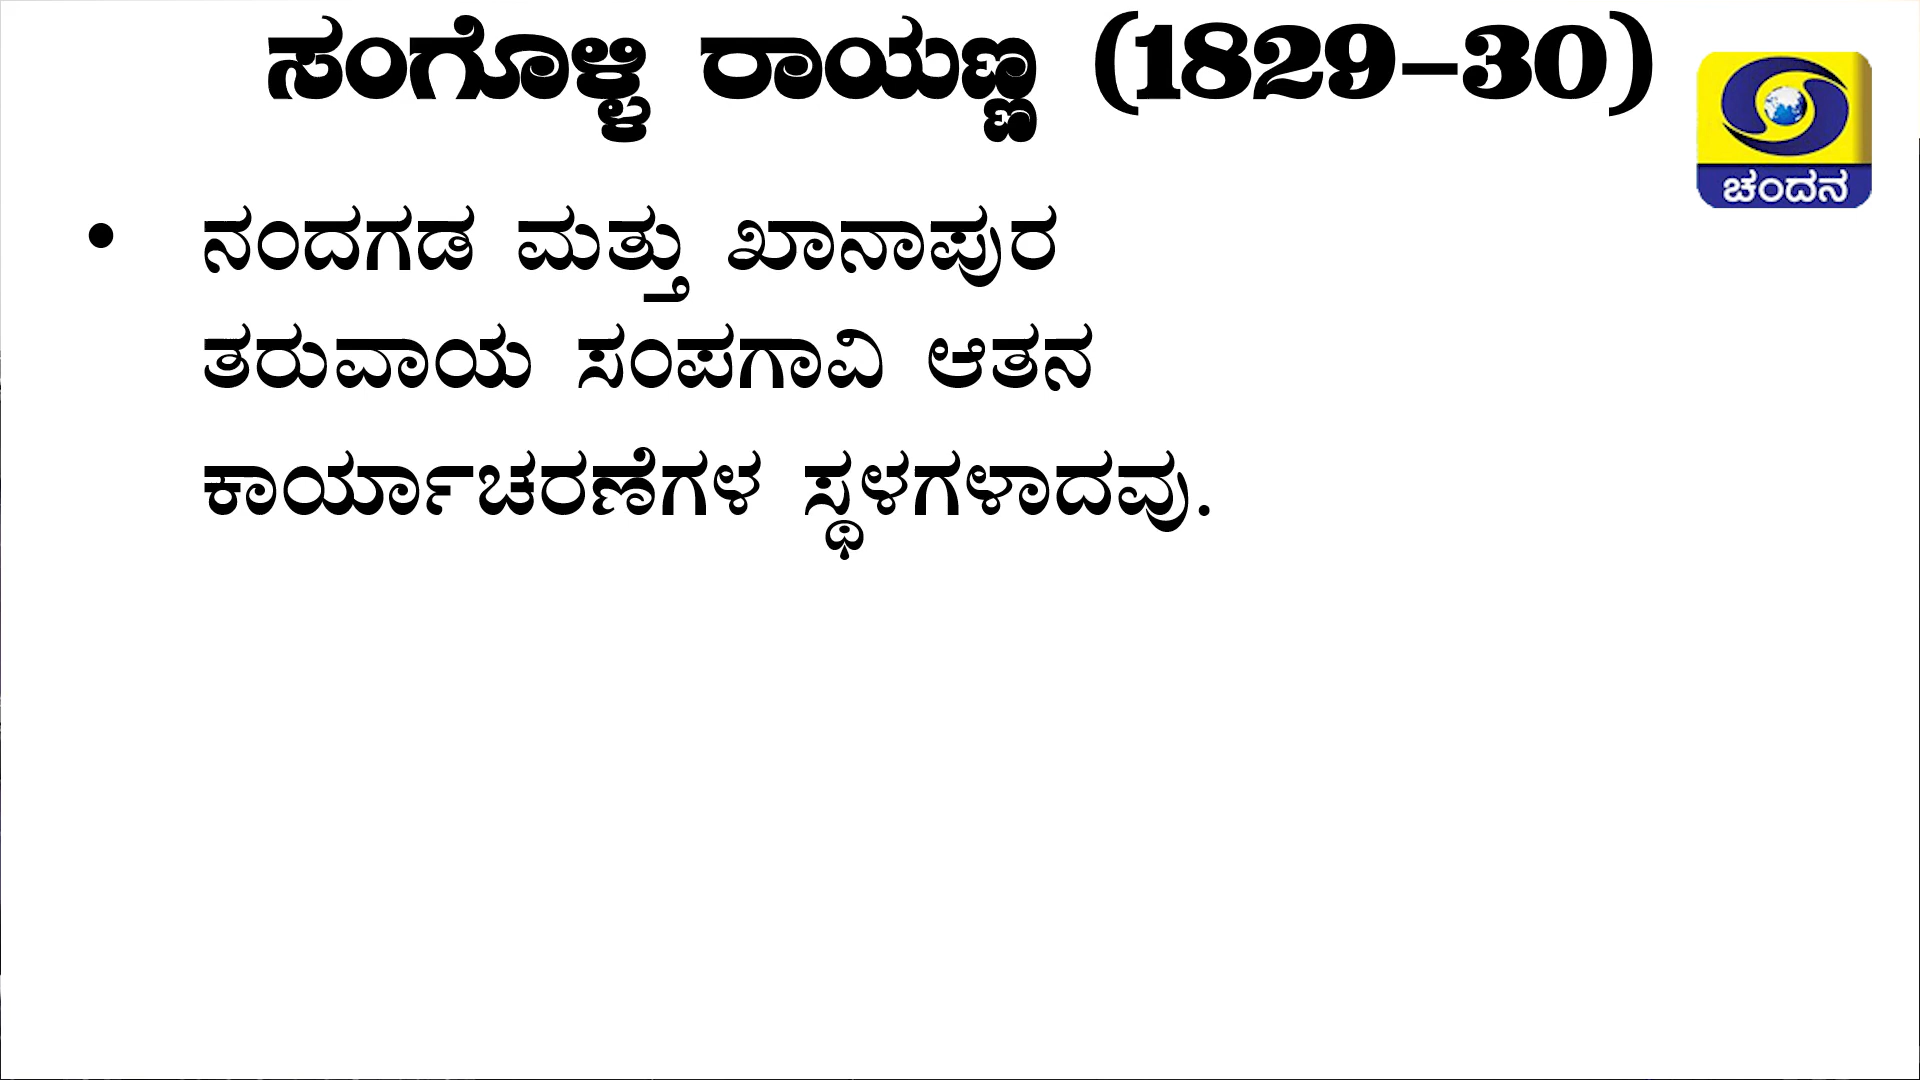 ಸಂಗೊಳ್ಳಿ ರಾಯಣ್ಣ (1829-30)
ಚಂದನ
• ನಂದಗಡ ಮತ್ತು ಖಾನಾಪುರ
ತರುವಾಯ ಸಂಪಗಾವಿ ಆತನ
ಕಾರ್ಯಾಚರಣೆಗಳ ಸ್ಥಳಗಳಾದವು.